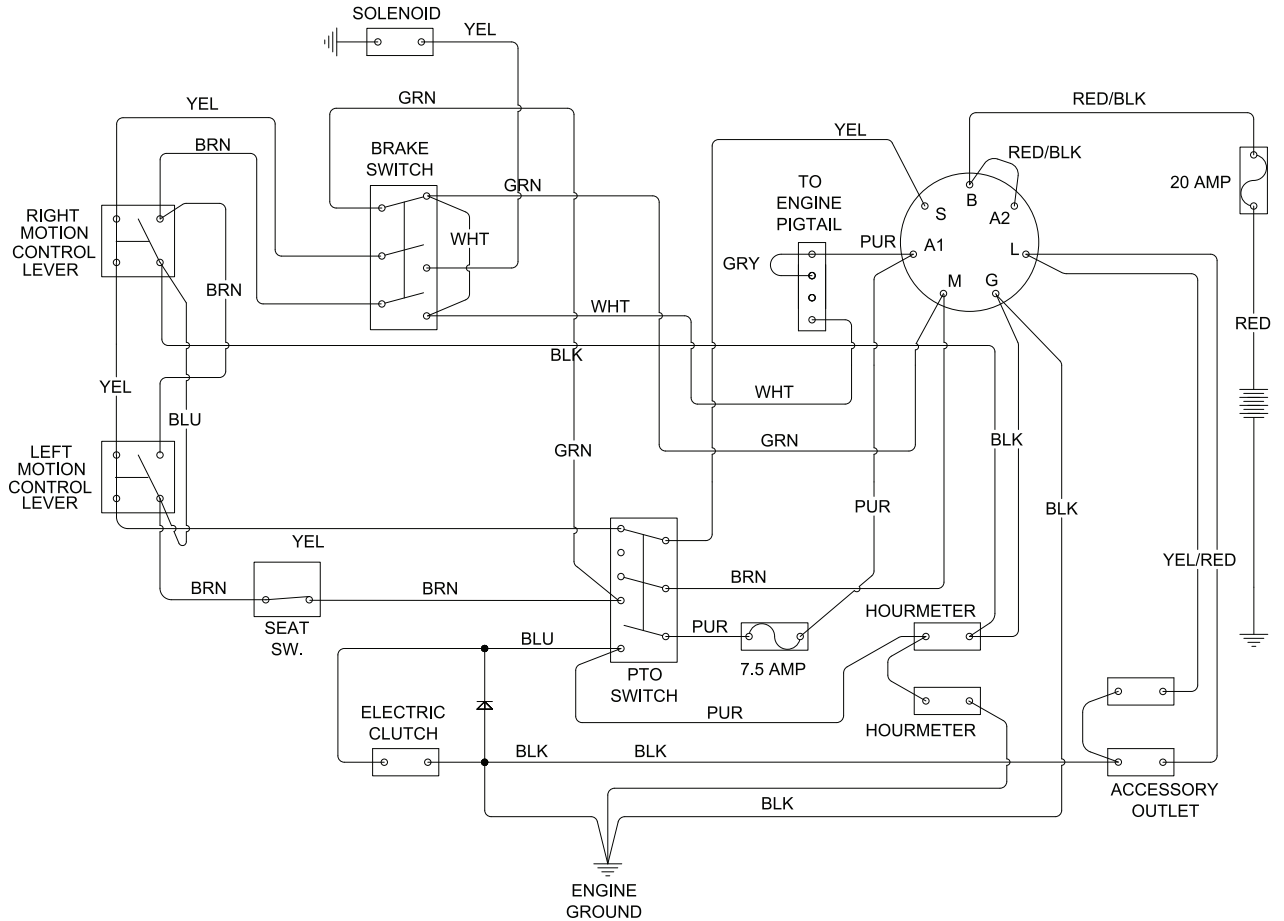 SOLENOID
YEL
GRN
YEL
BRN
BRAKE
SWITCH
GRN
WHT
RIGHT
MOTION
CONTROL
LEVER
BRN
WHT
BLK
WHT
YEL
BLU
GRN
GRN
LEFT
MOTION
CONTROL
LEVER
YEL
RED/BLK
RED/BLK
20 AMP
TO
ENGINE
PIGTAIL
PUR
GRY
S
B
A2
A1
L
M
G
RED
BLK
PUR
BLK
YEL/RED
YEL
BRN
SEAT
SW.
BRN
BRN
BLU
PUR
7.5 AMP
HOURMETER
PTO
SWITCH
PUR
HOURMETER
ELECTRIC
CLUTCH
BLK
BLK
BLK
ACCESSORY
OUTLET
ENGINE
GROUND